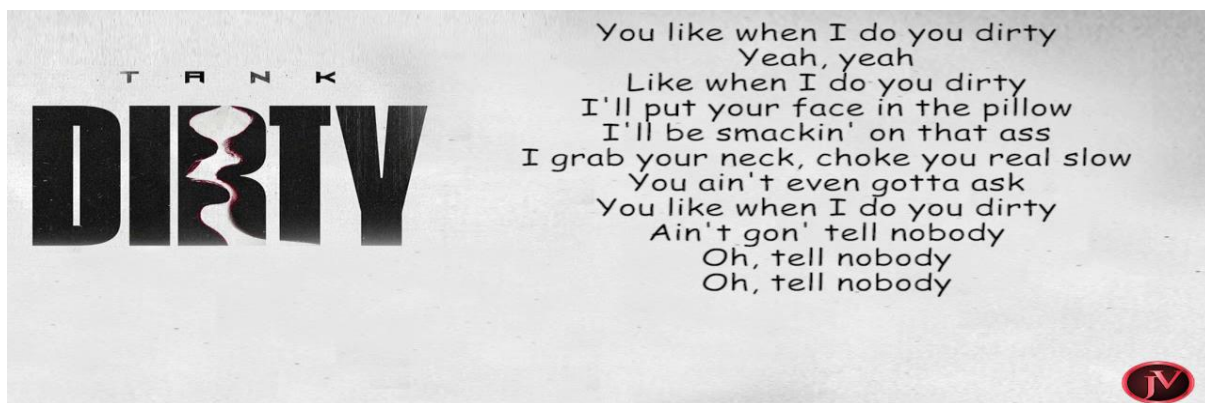 TANK
DIRTY
You like when I do you dirty
Yeah, yeah
Like when I do you dirty
I'll put your face in the pillow
I'll be smackin' on that ass
I grab your neck, choke you real slow
You ain't even gotta ask
You like when I do you dirty
Ain't gon' tell nobody
Oh, tell nobody
Oh, tell nobody
JV